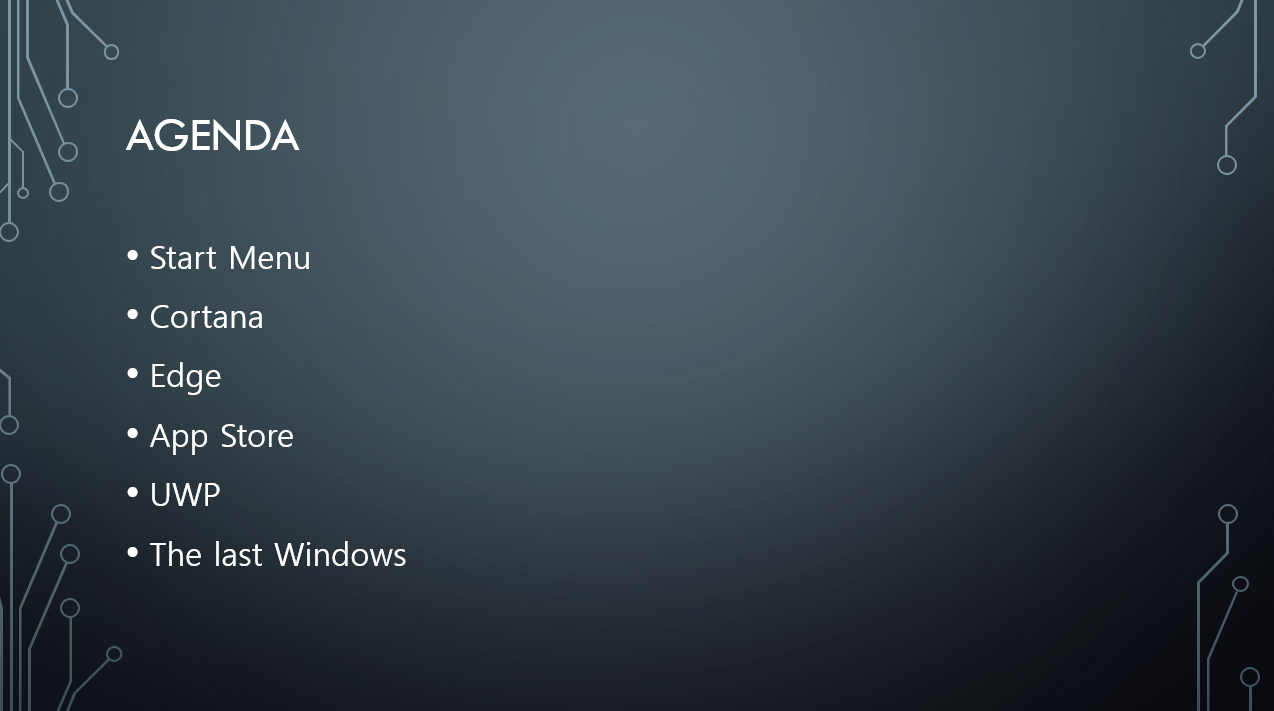 AGENDA
• Start Menu
• Cortana
• Edge
• App Store
• UWP
• The last Windows